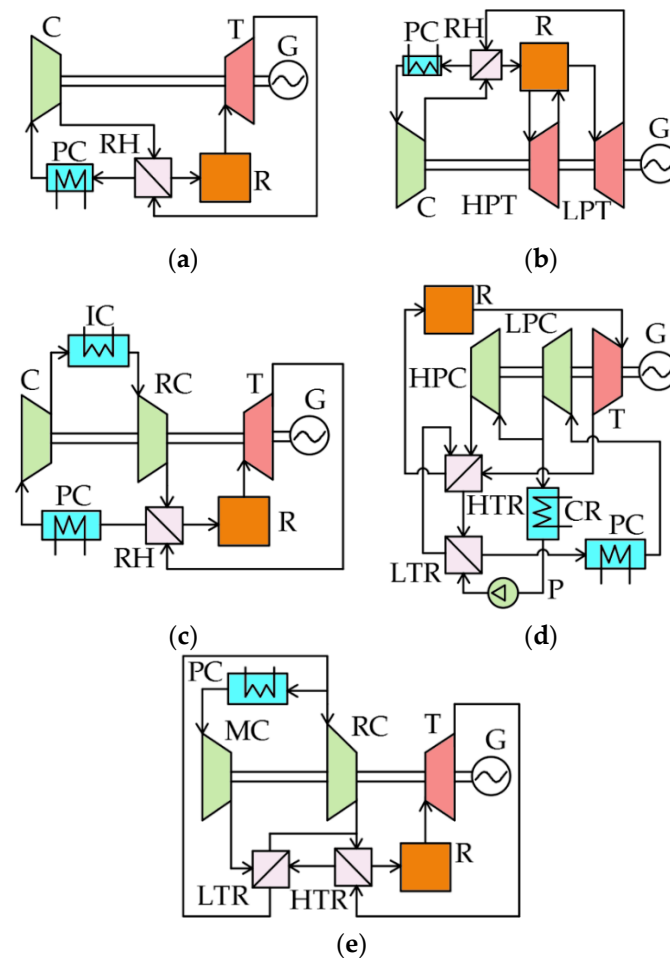 C T G
RH
PC R
(a)
PC RH R
G
C HPT LPT
(b)
IC
C RC T G
PC
RH R
(c)
R
LPC G
HPC
T
HTR CR PC
LTR
P
(d)
PC
MC RC T G
LTR HTR R
(e)